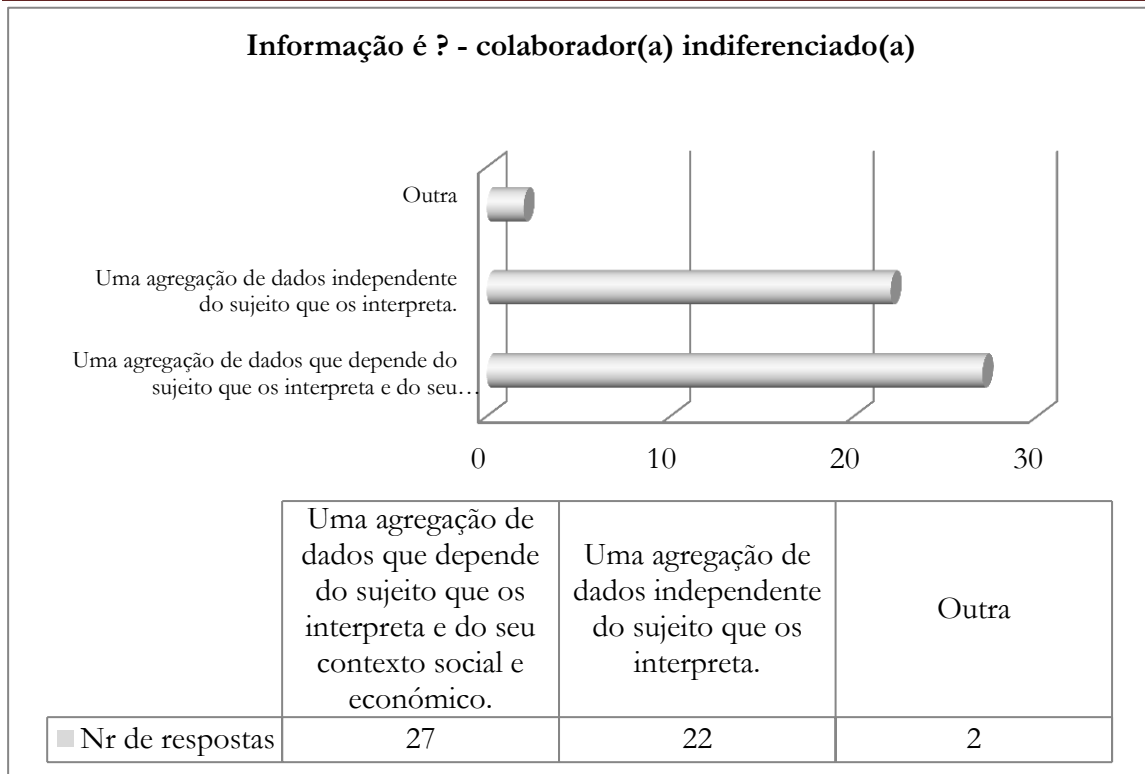 Informação é ? - colaborador(a) indiferenciado(a)
Outra
Uma agregação de dados independente
do sujeito que os interpreta.
Uma agregação de dados que depende do
sujeito que os interpreta e do seu…
0 10 20 30
Uma agregação de
dados que depende
do sujeito que os
interpreta e do seu
contexto social e
económico.
Uma agregação de
dados independente
do sujeito que os
interpreta.
Outra
Nr de respostas 27 22 2